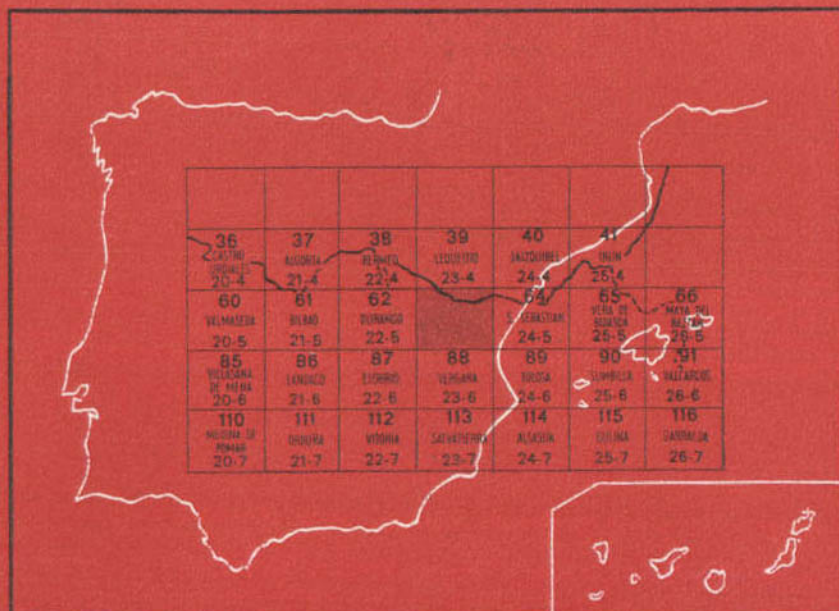 36 37 38 39 40 41
CASTRO URDIALES ALGORTA BERMEO LEQUEITIO JAIZQUIBEL IRUN
20-4 21-4 22-4 23-4 24-4 25-4
60 61 62 64 65 66
VALMASEDA BILBAO DURANGO S. SEBASTIAN VERA DE BIDASOA MAYA DEL BAZTAN
20-5 21-5 22-5 24-5 25-5 26-5
85 86 87 88 89 90 91
VILLASANA DE MENA ELORRIO VERGARA TOLOSA SUMBILLA VALCARLOS
20-6 21-6 22-6 23-6 24-6 25-6 26-6
110 111 112 113 114 115 116
MEDINA DE POMAR ORDUÑA VITORIA SALVATIERRA ALSASUA GULINA GARRALDA
20-7 21-7 22-7 23-7 24-7 25-7 26-7